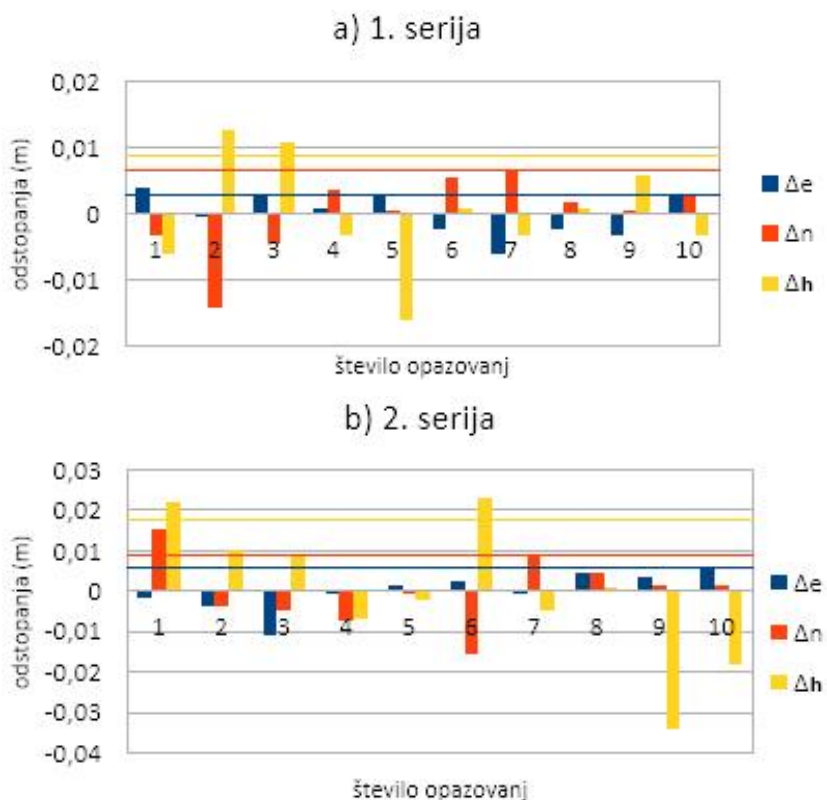 a) 1. serija
0,02
0,01
0
-0,01
-0,02
odstopanja (m)
1 2 3 4 5 6 7 8 9 10
število opazovanj
Δe
Δn
Δh
b) 2. serija
0,03
0,02
0,01
0
-0,01
-0,02
-0,03
-0,04
odstopanja (m)
1 2 3 4 5 6 7 8 9 10
število opazovanj
Δe
Δn
Δh